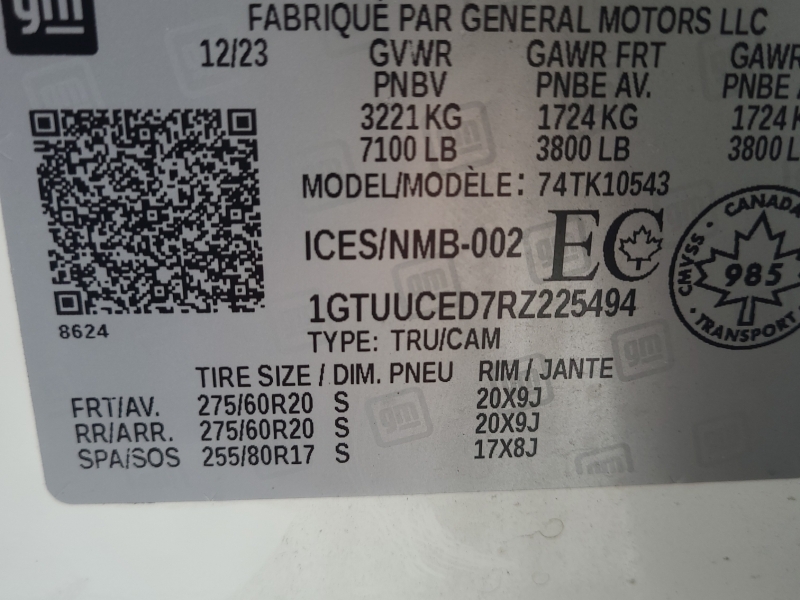 gm
FABRIQUÉ PAR GENERAL MOTORS LLC
12/23 GVWR GAWR FRT GAWR
PNBV PNBE AV. PNBE
3221 KG 1724 KG 1724 K
7100 LB 3800 LB 3800 L
MODEL/MODÈLE: 74TK10543
ICES/NMB-002 EC
CANADA
CMVSS 985
TRANSPORT
1GTUUCED7RZ225494
8624
TYPE: TRU/CAM
TIRE SIZE / DIM. PNEU RIM / JANTE
FRT/AV. 275/60R20 S 20X9J
RR/ARR. 275/60R20 S 20X9J
SPA/SOS 255/80R17 S 17X8J